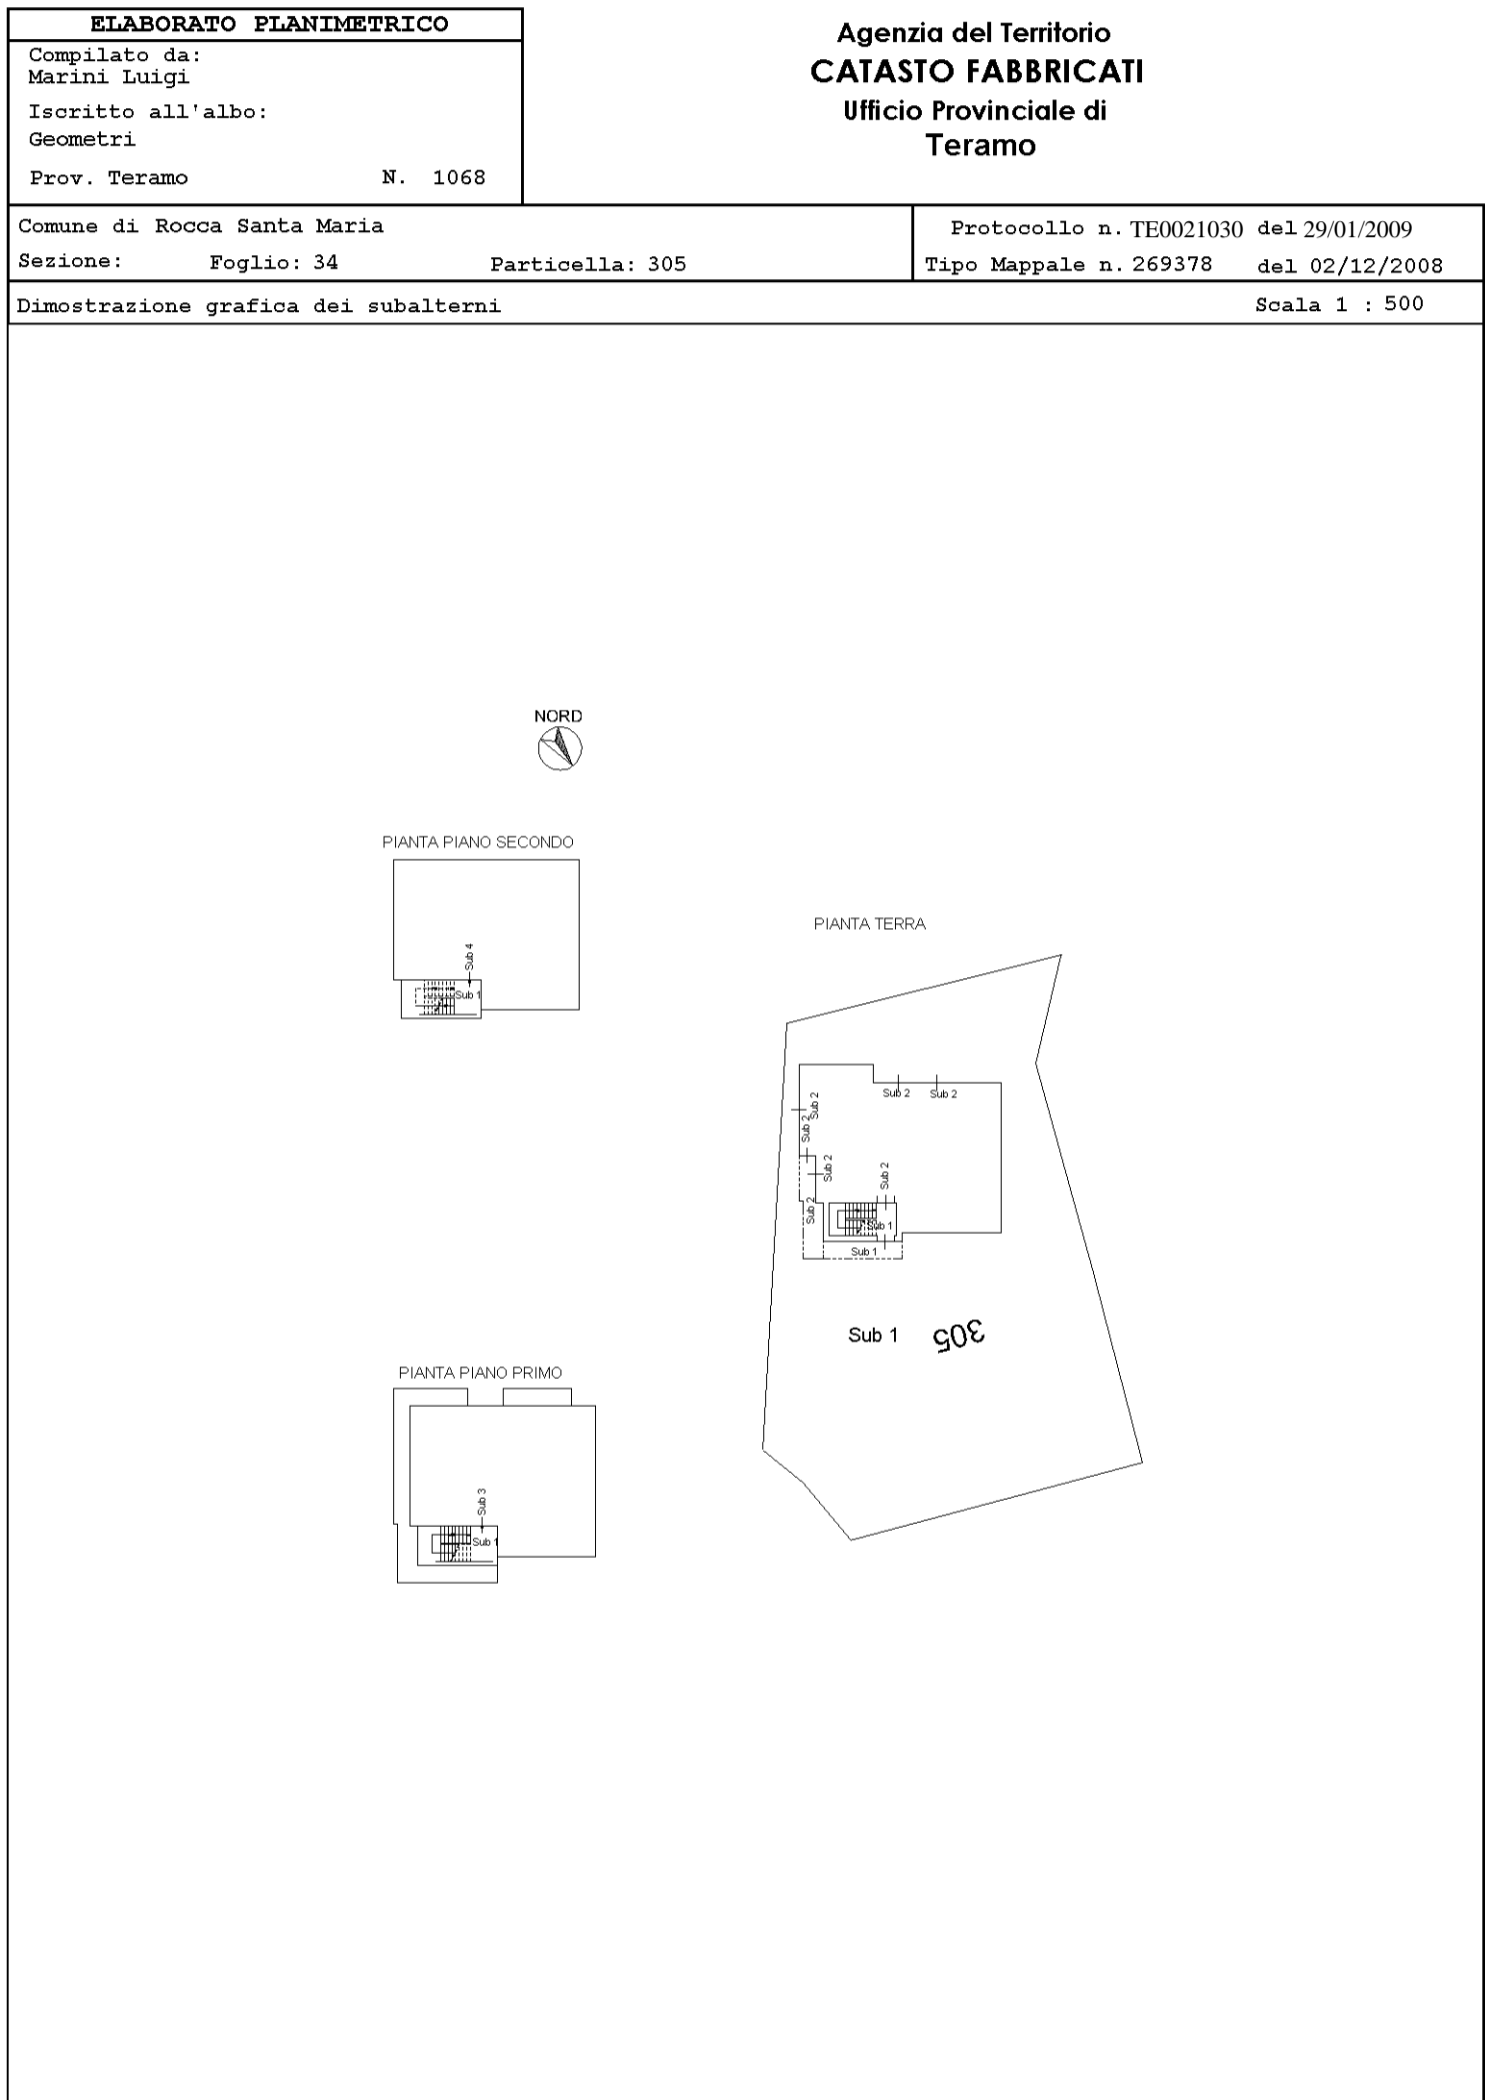 ELABORATO PLANIMETRICO
Compilato da:
Marini Luigi
Iscritto all'albo:
Geometri
Prov. Teramo N. 1068
Agenzia del Territorio
CATASTO FABBRICATI
Ufficio Provinciale di
Teramo
Comune di Rocca Santa Maria
Sezione: Foglio: 34 Particella: 305
Protocollo n. TE0021030 del 29/01/2009
Tipo Mappale n. 269378 del 02/12/2008
Dimostrazione grafica dei subalterni Scala 1 : 500
NORD
PIANTA PIANO SECONDO
Sub 4
Sub 1
PIANTA TERRA
Sub 2
Sub 2
Sub 2
Sub 2
Sub 2
Sub 2
Sub 2
Sub 1
Sub 1
Sub 1
305
PIANTA PIANO PRIMO
Sub 3
Sub 1